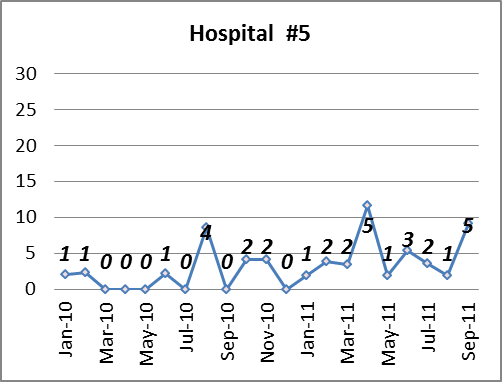 Hospital #5
30
25
20
15
10
5
0
1 1 0 0 0 1 0 4 0 2 2 0 1 2 2 5 1 3 2 1 5
Jan-10 Mar-10 May-10 Jul-10 Sep-10 Nov-10 Jan-11 Mar-11 May-11 Jul-11 Sep-11